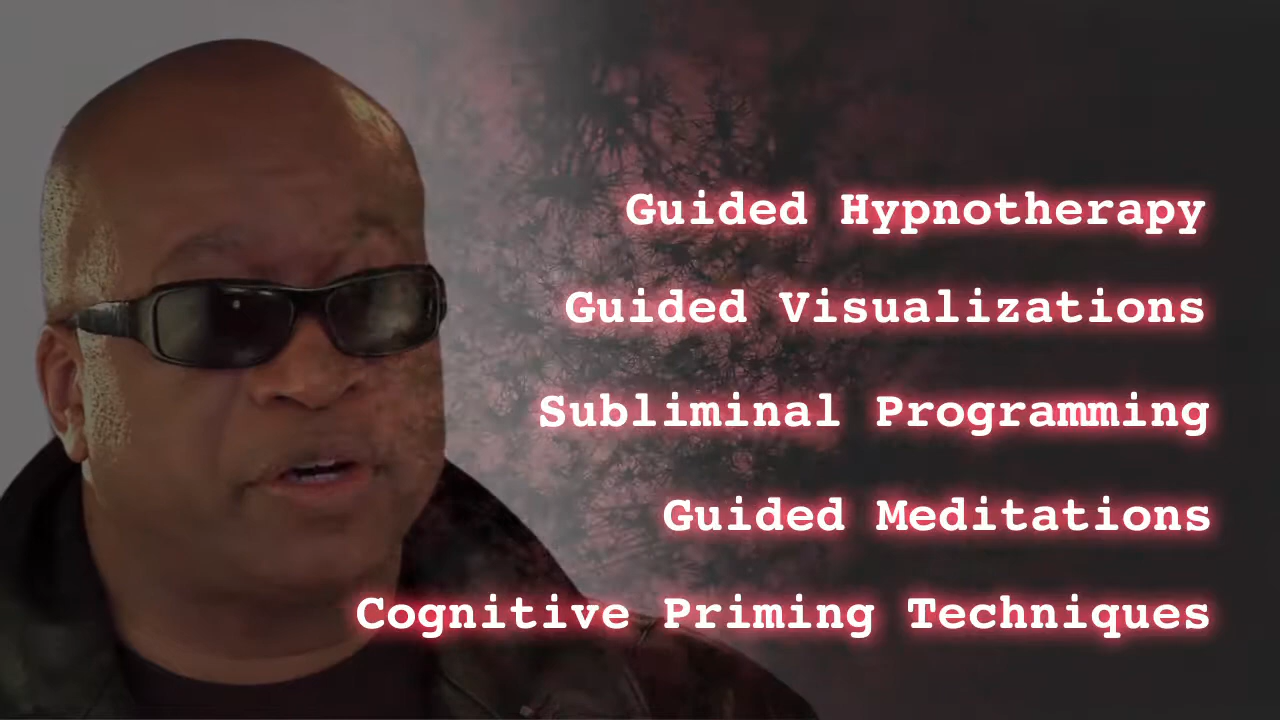 Guided Hypnotherapy
Guided Visualizations
Subliminal Programming
Guided Meditations
Cognitive Priming Techniques